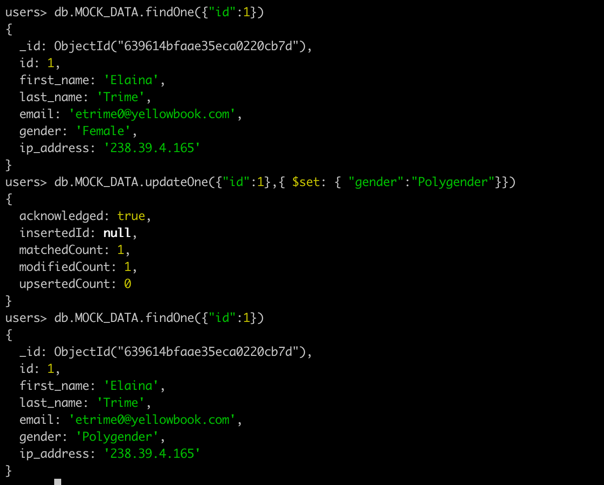 users> db.MOCK_DATA.findOne({"id":1})
{
  _id: ObjectId("639614bfaae35eca0220cb7d"),
  id: 1,
  first_name: 'Elaina',
  last_name: 'Trime',
  email: 'etrime0@yellowbook.com',
  gender: 'Female',
  ip_address: '238.39.4.165'
}
users> db.MOCK_DATA.updateOne({"id":1},{ $set: { "gender":"Polygender"}})
{
  acknowledged: true,
  insertedId: null,
  matchedCount: 1,
  modifiedCount: 1,
  upsertedCount: 0
}
users> db.MOCK_DATA.findOne({"id":1})
{
  _id: ObjectId("639614bfaae35eca0220cb7d"),
  id: 1,
  first_name: 'Elaina',
  last_name: 'Trime',
  email: 'etrime0@yellowbook.com',
  gender: 'Polygender',
  ip_address: '238.39.4.165'
}